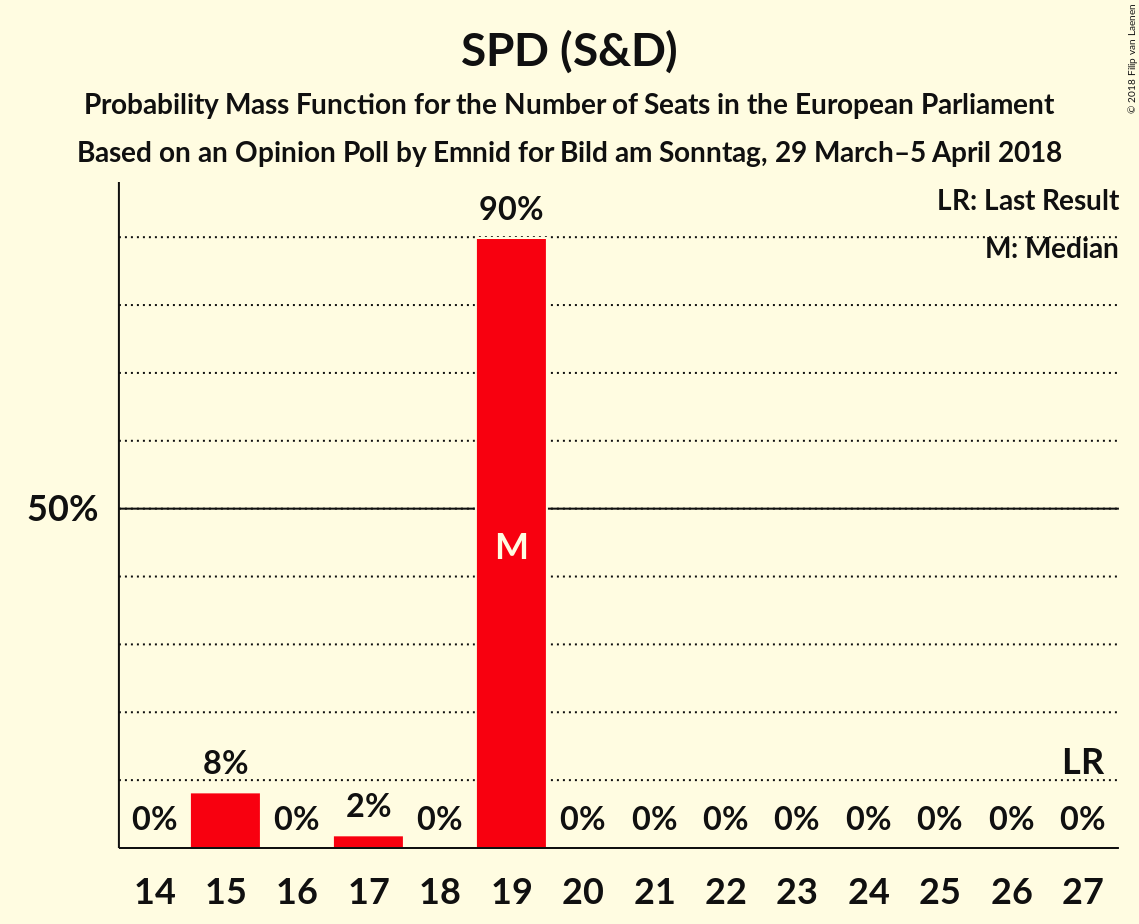 SPD (S&D)
Probability Mass Function for the Number of Seats in the European Parliament
Based on an Opinion Poll by Emnid for Bild am Sonntag, 29 March–5 April 2018
© 2018 Filip van Laenen
LR: Last Result
M: Median
90%
50%
M
8%
LR
0% 0% 2% 0% 0% 0% 0% 0% 0% 0% 0% 0%
14 15 16 17 18 19 20 21 22 23 24 25 26 27